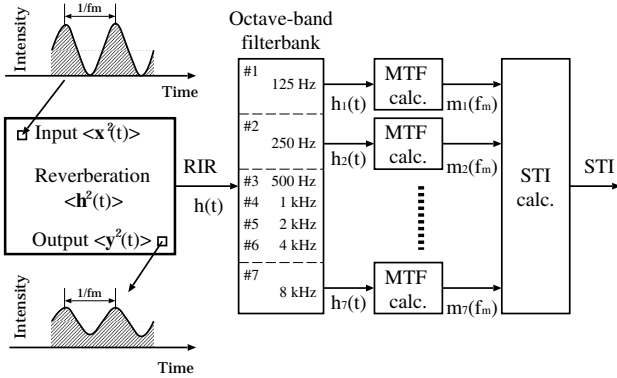 Intensity
1/fm
Time
Input <x²(t)>
Reverberation
<h²(t)>
Output <y²(t)>
Intensity
1/fm
Time
RIR
h(t)
Octave-band
filterbank
#1
125 Hz
#2
250 Hz
#3 500 Hz
#4 1 kHz
#5 2 kHz
#6 4 kHz
#7
8 kHz
h₁(t)
MTF
calc.
m₁(fₘ)
h₂(t)
MTF
calc.
m₂(fₘ)
h₇(t)
MTF
calc.
m₇(fₘ)
STI
calc.
STI